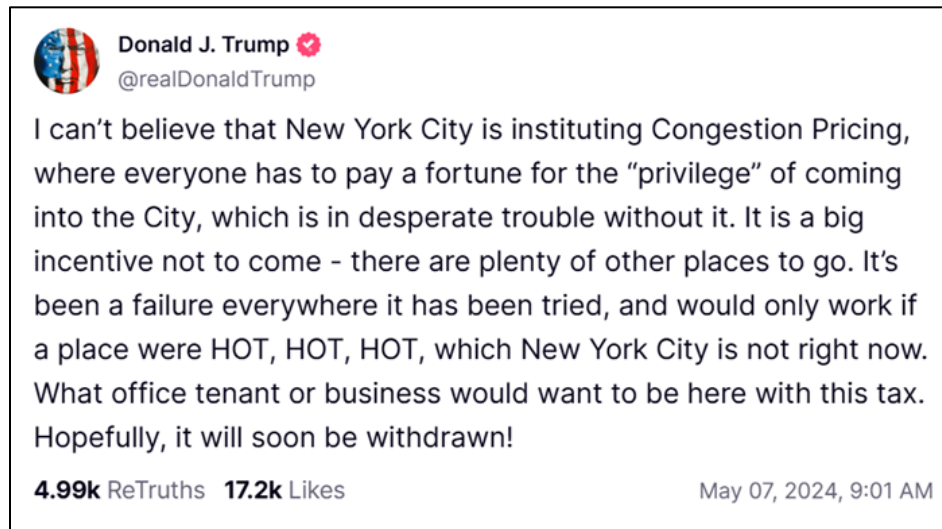 Donald J. Trump
@realDonaldTrump
I can’t believe that New York City is instituting Congestion Pricing,
where everyone has to pay a fortune for the “privilege” of coming
into the City, which is in desperate trouble without it. It is a big
incentive not to come - there are plenty of other places to go. It’s
been a failure everywhere it has been tried, and would only work if
a place were HOT, HOT, HOT, which New York City is not right now.
What office tenant or business would want to be here with this tax.
Hopefully, it will soon be withdrawn!
4.99k ReTruths 17.2k Likes May 07, 2024, 9:01 AM